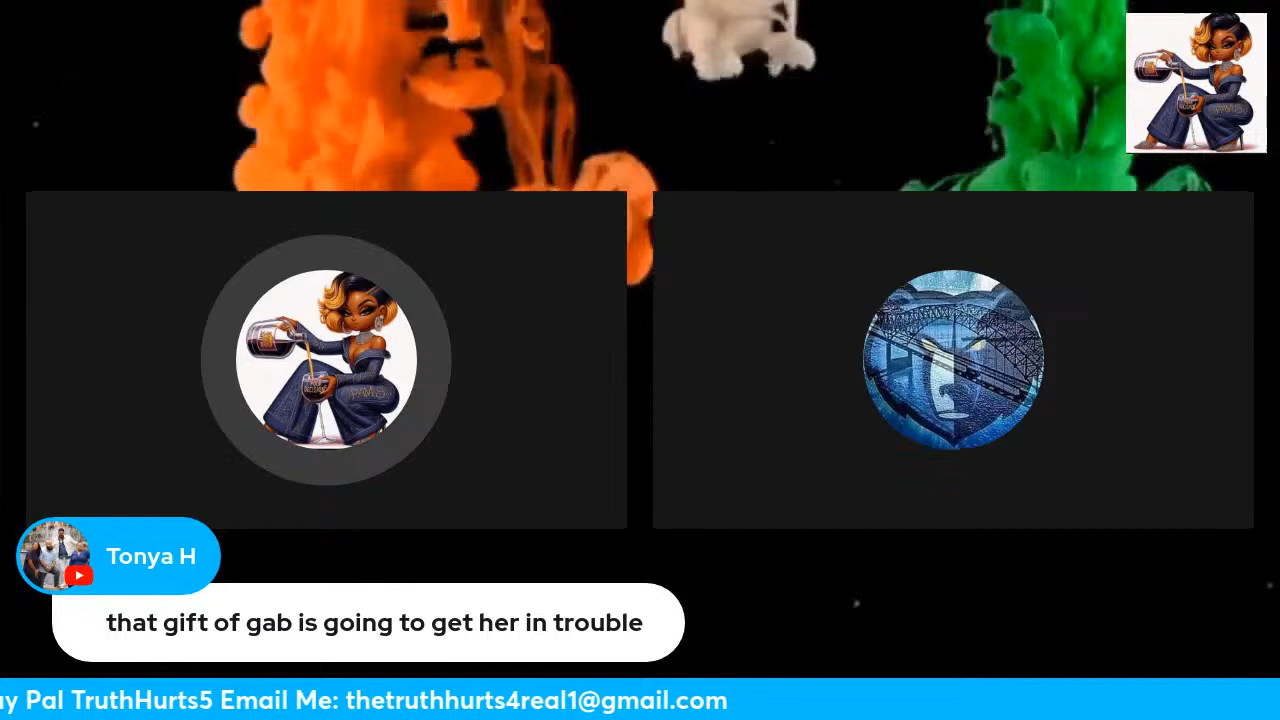 Tonya H
that gift of gab is going to get her in trouble
ay Pal TruthHurts5 Email Me: thetruthhurts4real1@gmail.com